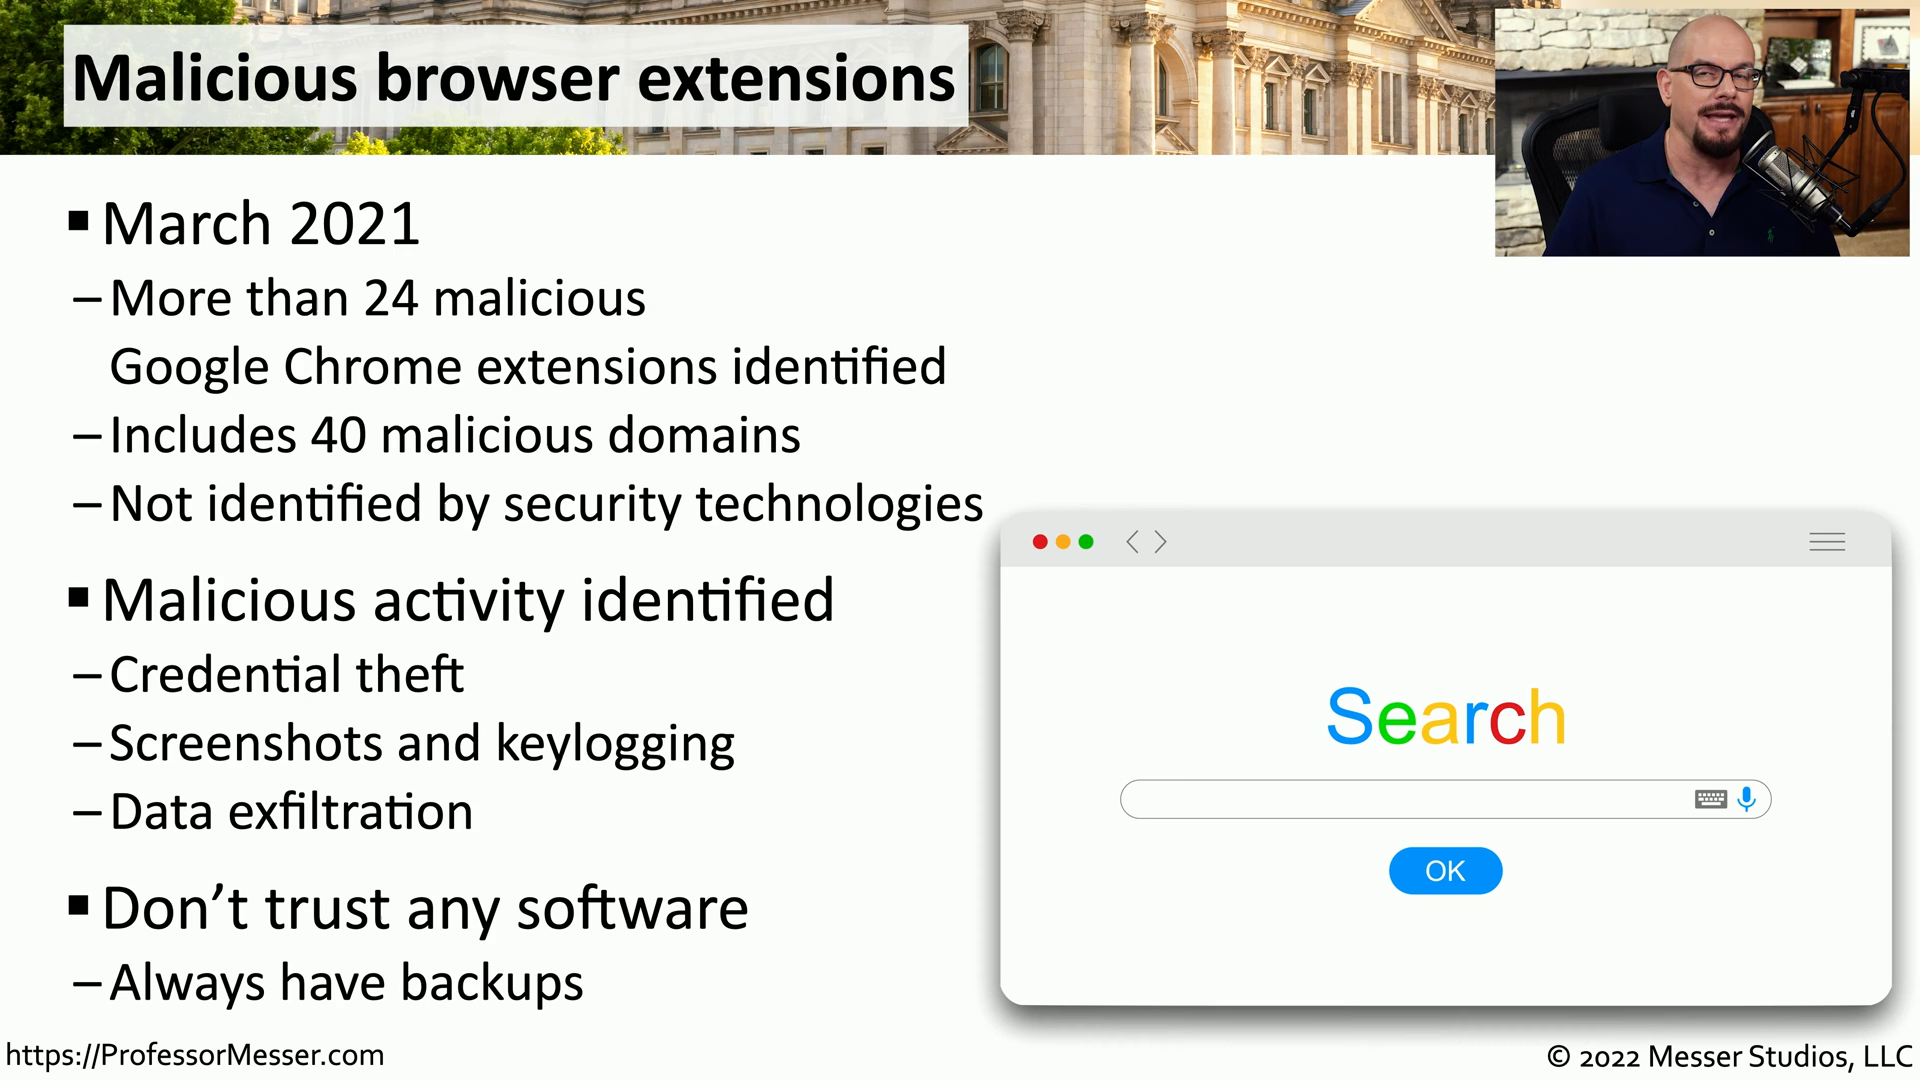 Malicious browser extensions
▪ March 2021
– More than 24 malicious
Google Chrome extensions identified
– Includes 40 malicious domains
– Not identified by security technologies
▪ Malicious activity identified
– Credential theft
– Screenshots and keylogging
– Data exfiltration
▪ Don’t trust any software
– Always have backups
Search
OK
https://ProfessorMesser.com
© 2022 Messer Studios, LLC